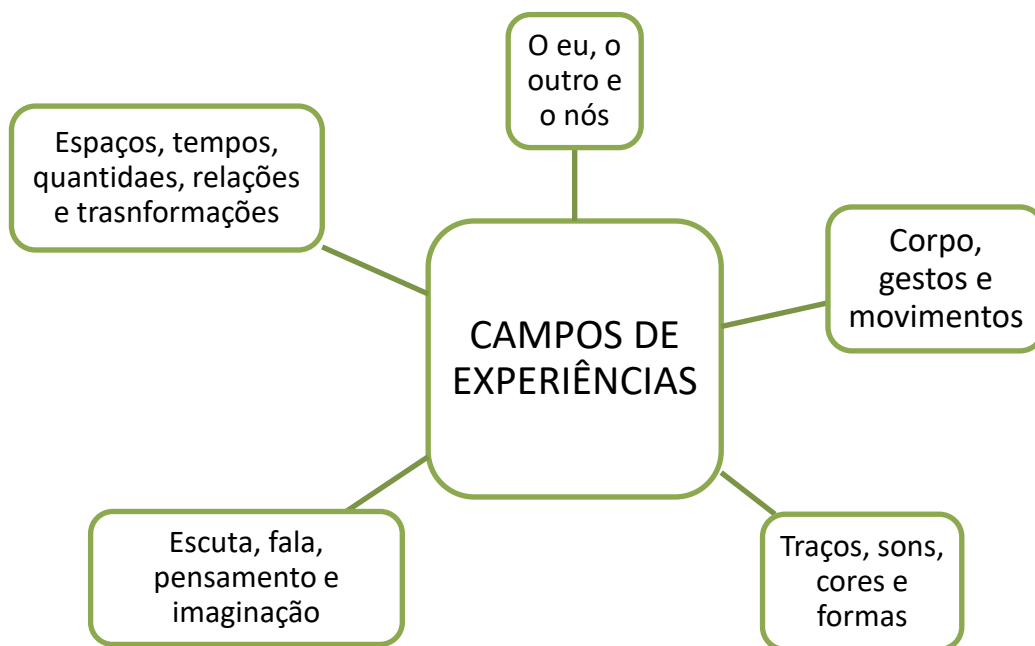 O eu, o
outro e
o nós
Espaços, tempos,
quantidaes, relações
e trasnformações
Corpo,
gestos e
movimentos
CAMPOS DE
EXPERIÊNCIAS
Escuta, fala,
pensamento e
imaginação
Traços, sons,
cores e
formas